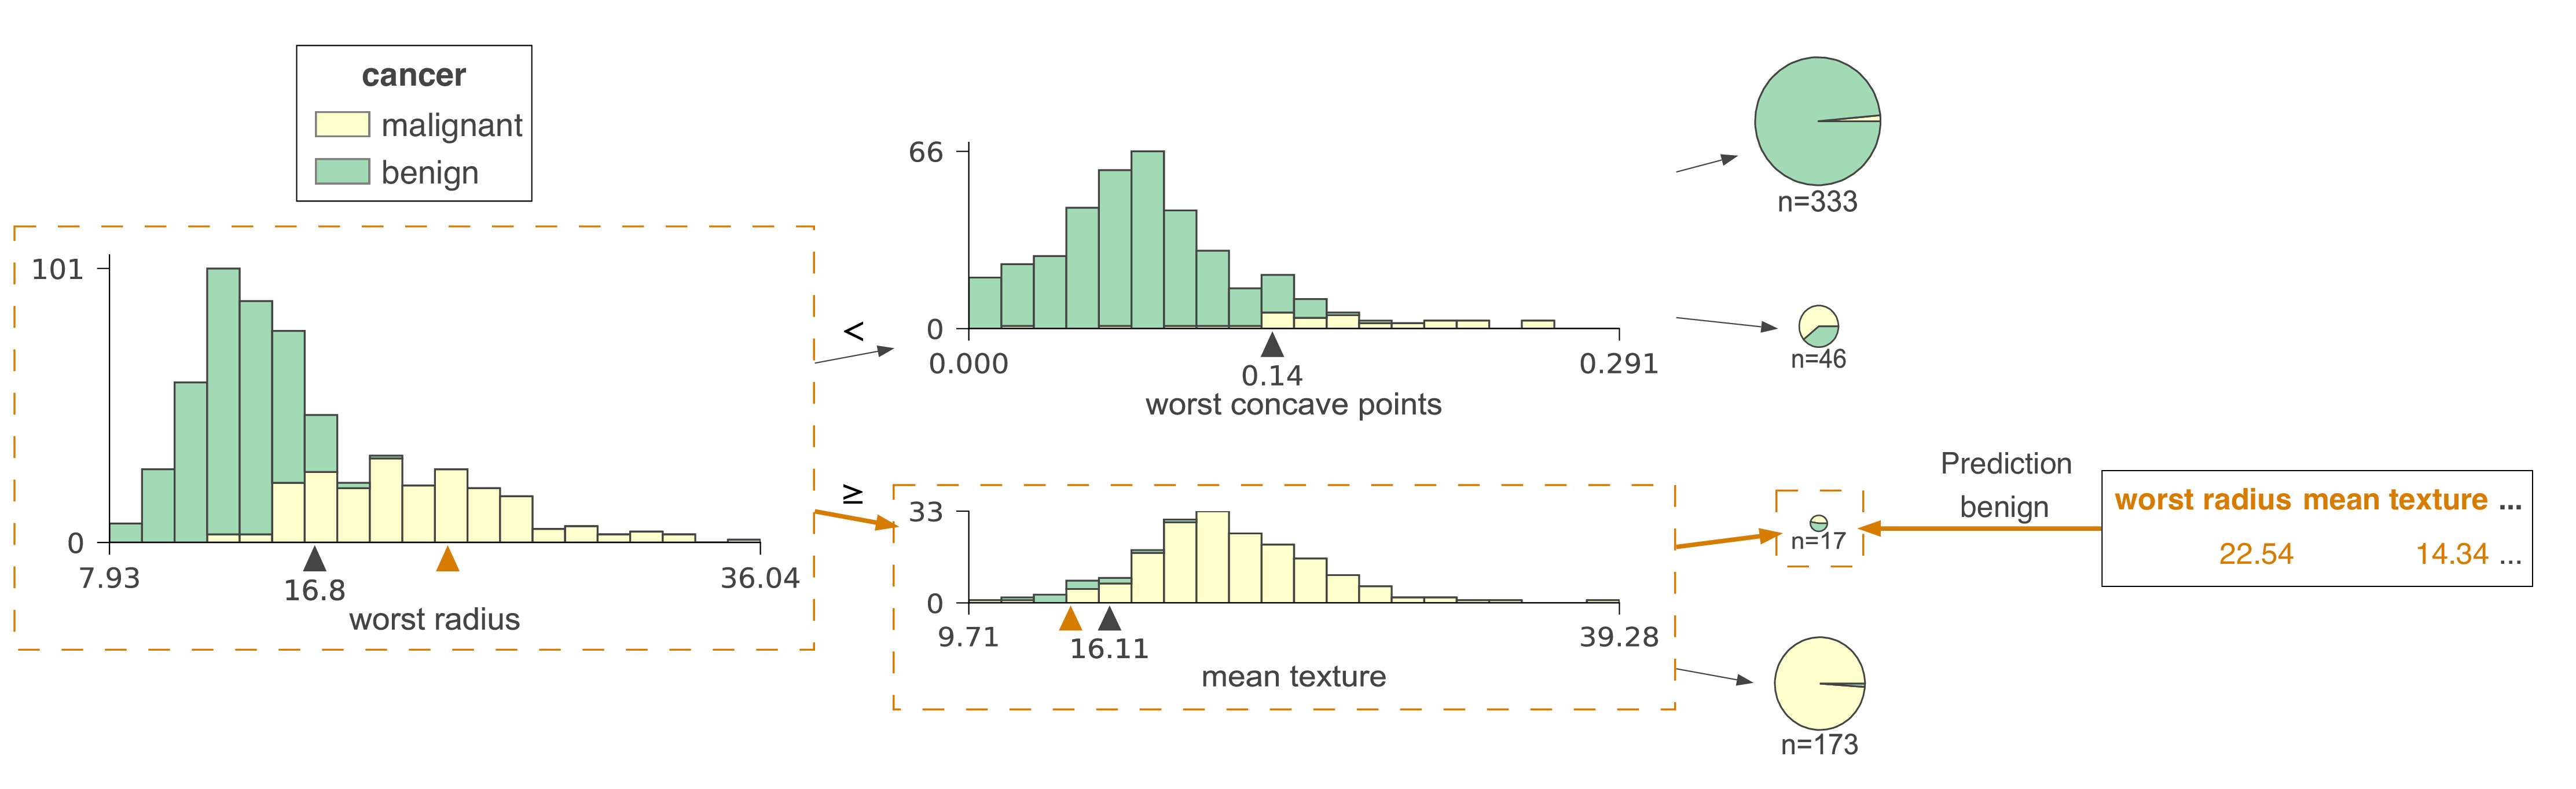 cancer
malignant
benign
101
0
7.93
16.8
36.04
worst radius
<
≥
66
0
0.000
0.14
0.291
worst concave points
33
0
9.71
16.11
39.28
mean texture
n=333
n=46
n=17
n=173
Prediction
benign
worst radius mean texture ...
22.54 14.34 ...